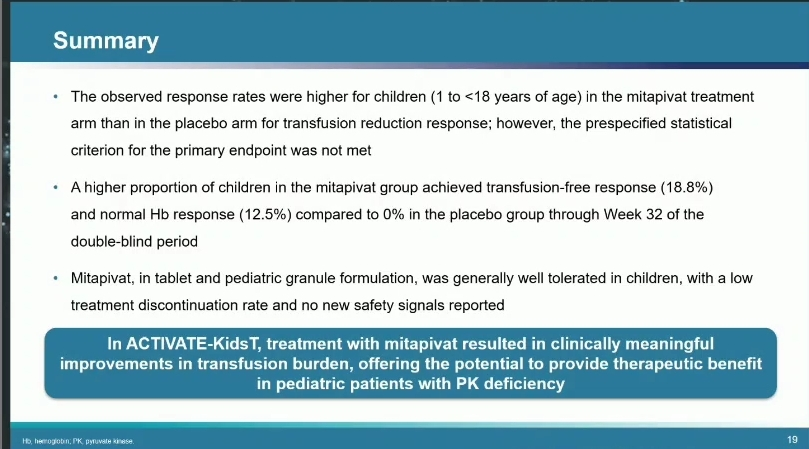 Summary
• The observed response rates were higher for children (1 to <18 years of age) in the mitapivat treatment
arm than in the placebo arm for transfusion reduction response; however, the prespecified statistical
criterion for the primary endpoint was not met
• A higher proportion of children in the mitapivat group achieved transfusion-free response (18.8%)
and normal Hb response (12.5%) compared to 0% in the placebo group through Week 32 of the
double-blind period
• Mitapivat, in tablet and pediatric granule formulation, was generally well tolerated in children, with a low
treatment discontinuation rate and no new safety signals reported
In ACTIVATE-KidsT, treatment with mitapivat resulted in clinically meaningful
improvements in transfusion burden, offering the potential to provide therapeutic benefit
in pediatric patients with PK deficiency
Hb, hemoglobin; PK, pyruvate kinase
19